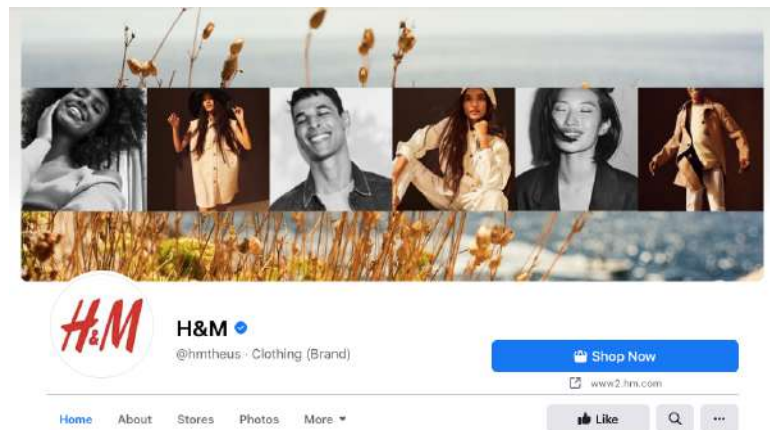 H&M
H&M
@hmtheus · Clothing (Brand)
Shop Now
www2.hm.com
Home About Stores Photos More
Like